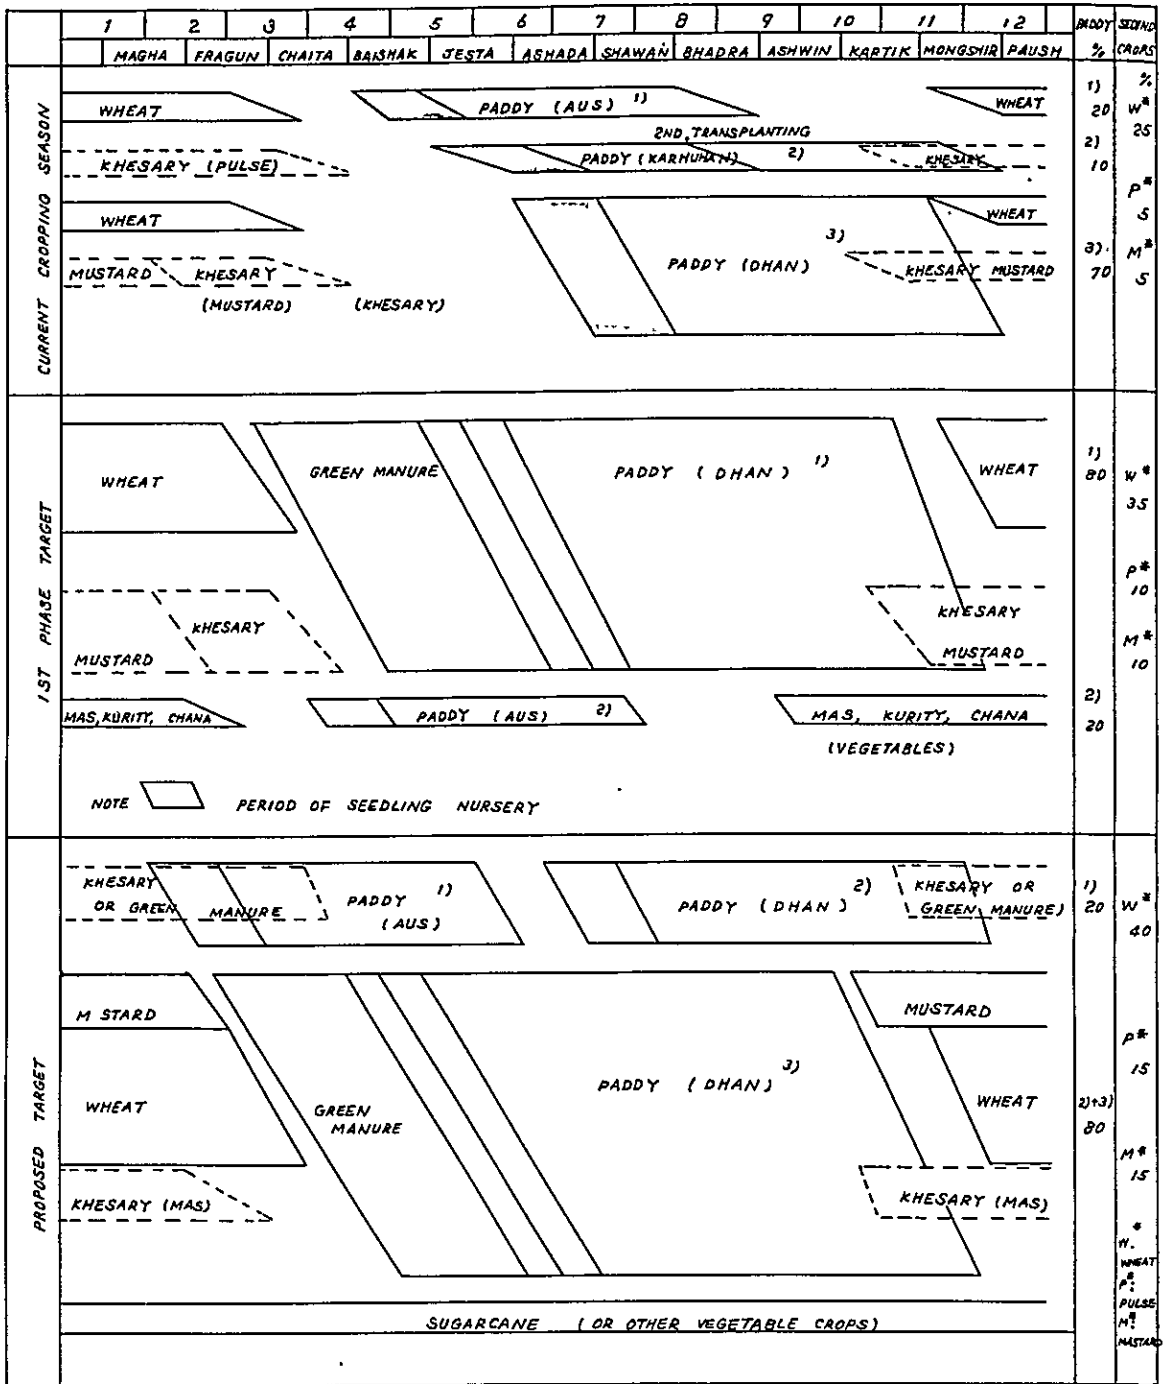 1 2 3 4 5 6 7 8 9 10 11 12 PADDY SECOND
MAGHA FRAGUN CHAITA BAISHAK JESTA ASHADA SHAWAN BHADRA ASHWIN KARTIK MONGSHIR PAUSH % CROPS
CURRENT CROPPING SEASON
%
WHEAT PADDY (AUS) 1) WHEAT 1) 20 W* 25
2ND, TRANSPLANTING
KHESARY (PULSE) PADDY (KARHUHAN) 2) KHESARY 2) 10
P* 5
WHEAT WHEAT
PADDY (DHAN) 3) 3) 70 M* 5
MUSTARD KHESARY KHESARY MUSTARD
(MUSTARD) (KHESARY)
1ST PHASE TARGET
WHEAT GREEN MANURE PADDY (DHAN) 1) WHEAT 1) 80 W* 35
P* 10
KHESARY KHESARY
M* 10
MUSTARD MUSTARD
MAS, KURITY, CHANA PADDY (AUS) 2) MAS, KURITY, CHANA 2) 20
(VEGETABLES)
NOTE PERIOD OF SEEDLING NURSERY
PROPOSED TARGET
KHESARY PADDY 1) 2) KHESARY OR 1)
OR GREEN MANURE (AUS) PADDY (DHAN) GREEN MANURE) 20 W* 40
M STARD MUSTARD
P* 15
PADDY (DHAN) 3)
WHEAT GREEN MANURE WHEAT 2)+3) 80
M* 15
KHESARY (MAS) KHESARY (MAS)
WHEAT
P*:
PULSE
M*:
MASTARD
SUGARCANE (OR OTHER VEGETABLE CROPS)